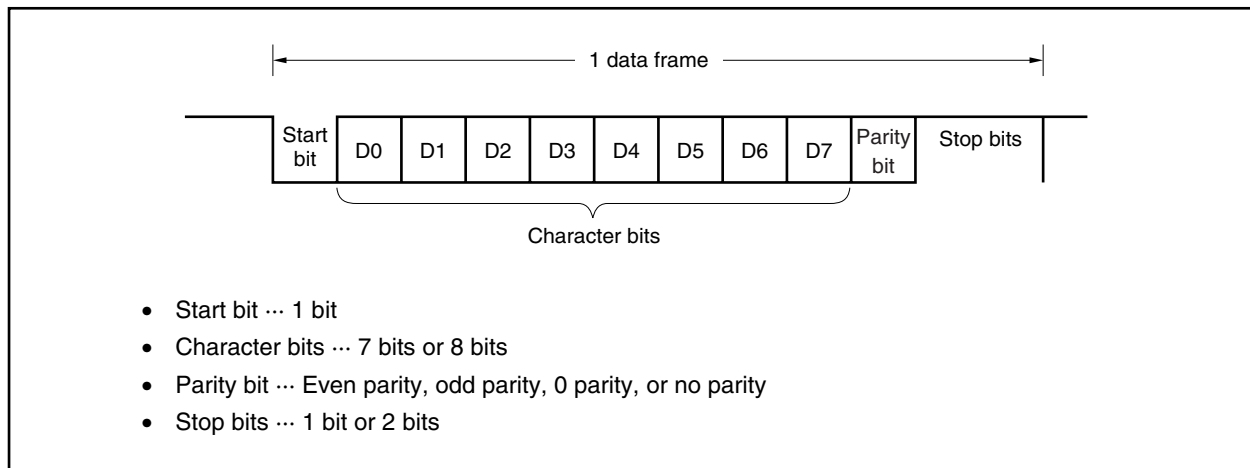 1 data frame
Start bit D0 D1 D2 D3 D4 D5 D6 D7 Parity bit Stop bits
Character bits
• Start bit ··· 1 bit
• Character bits ··· 7 bits or 8 bits
• Parity bit ··· Even parity, odd parity, 0 parity, or no parity
• Stop bits ··· 1 bit or 2 bits